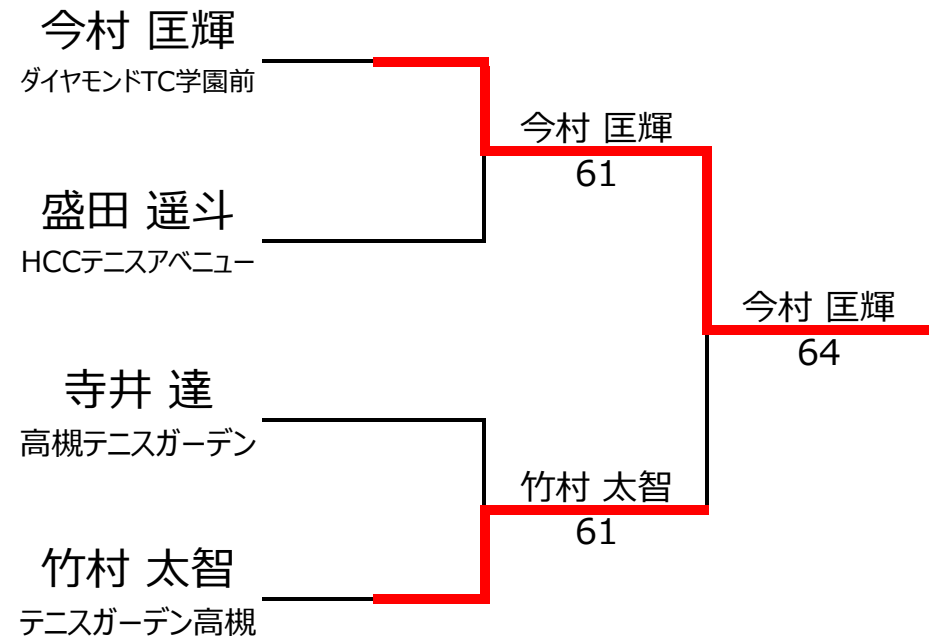 今村 匡輝
ダイヤモンドTC学園前
今村 匡輝
61
盛田 遥斗
HCCテニスアベニュー
今村 匡輝
64
寺井 達
高槻テニスガーデン
竹村 太智
61
竹村 太智
テニスガーデン高槻